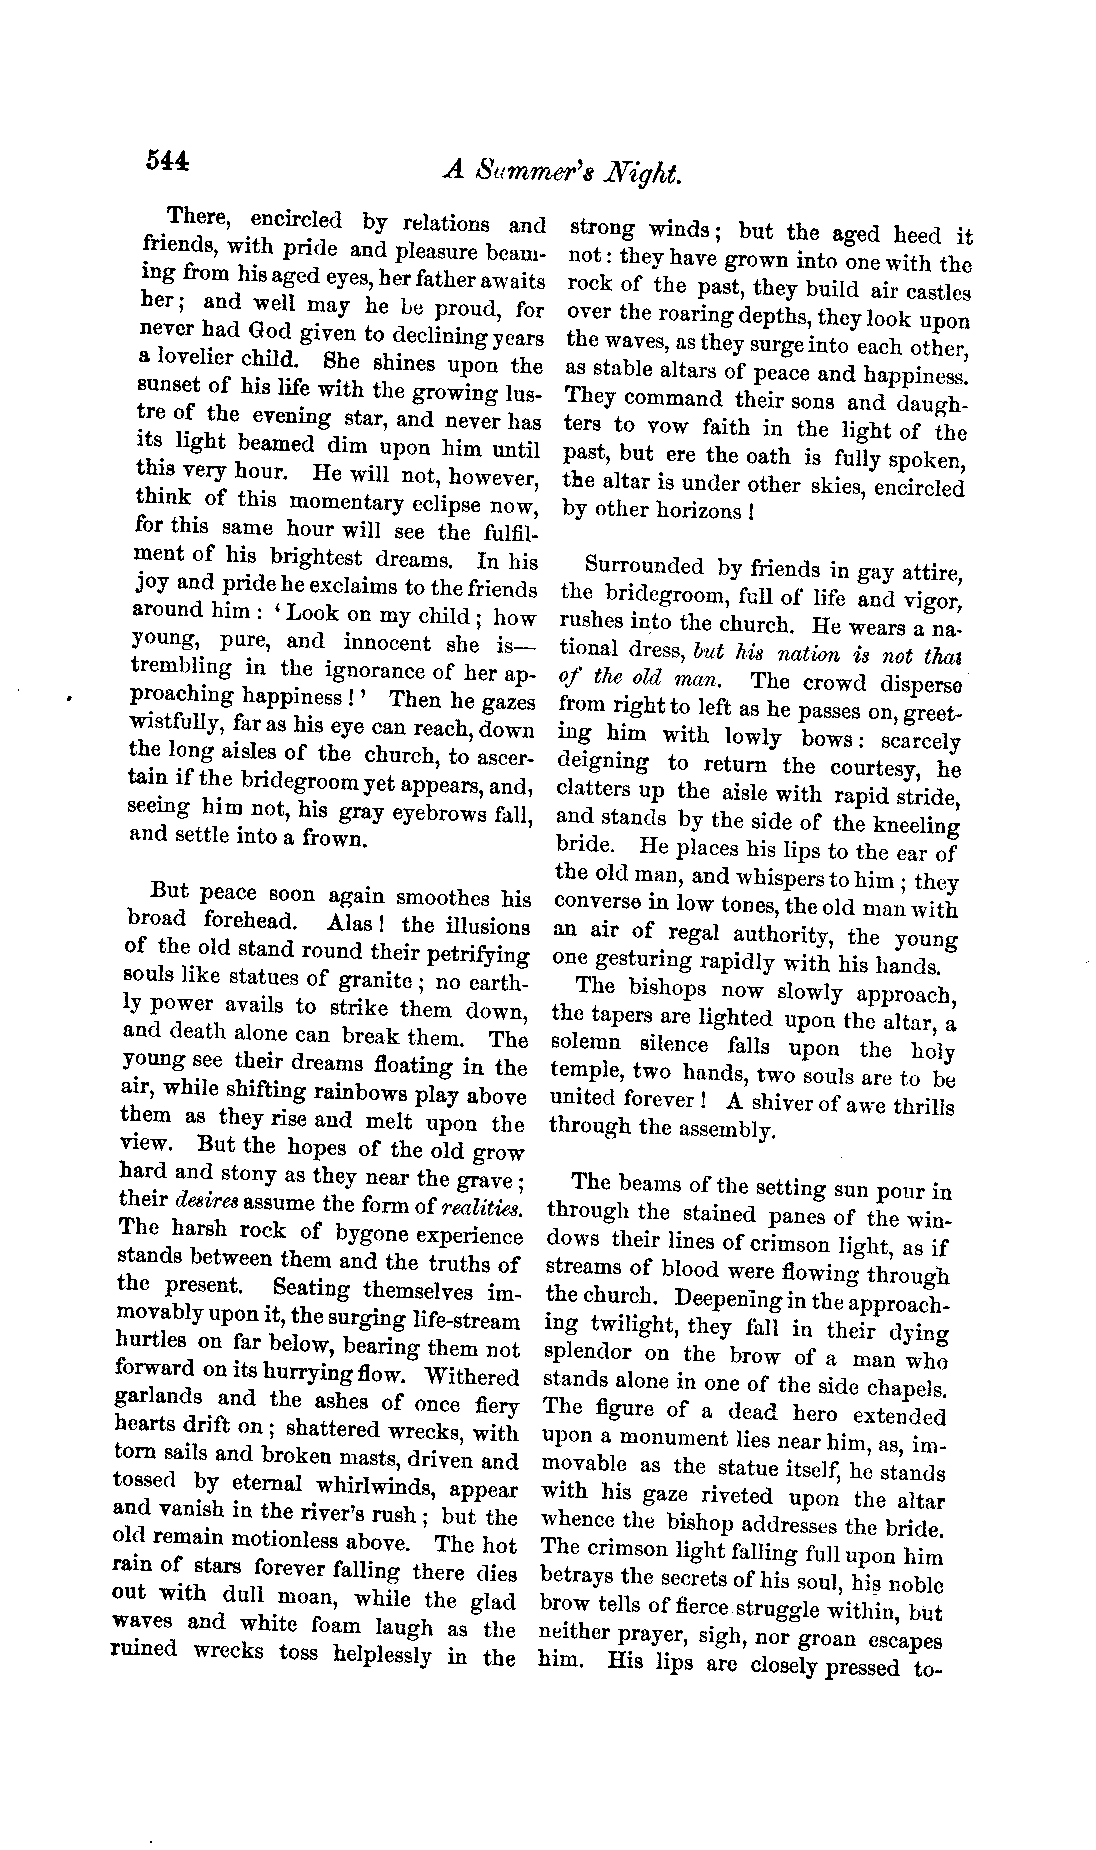 544
A Summer's Night.
There, encircled by relations and
friends, with pride and pleasure beam-
ing from his aged eyes, her father awaits
her; and well may he be proud, for
never had God given to declining years
a lovelier child. She shines upon the
sunset of his life with the growing lus-
tre of the evening star, and never has
its light beamed dim upon him until
this very hour. He will not, however,
think of this momentary eclipse now,
for this same hour will see the fulfil-
ment of his brightest dreams. In his
joy and pride he exclaims to the friends
around him: 'Look on my child; how
young, pure, and innocent she is—
trembling in the ignorance of her ap-
proaching happiness!' Then he gazes
wistfully, far as his eye can reach, down
the long aisles of the church, to ascer-
tain if the bridegroom yet appears, and,
seeing him not, his gray eyebrows fall,
and settle into a frown.
But peace soon again smoothes his
broad forehead. Alas! the illusions
of the old stand round their petrifying
souls like statues of granite; no earth-
ly power avails to strike them down,
and death alone can break them. The
young see their dreams floating in the
air, while shifting rainbows play above
them as they rise and melt upon the
view. But the hopes of the old grow
hard and stony as they near the grave;
their desires assume the form of realities.
The harsh rock of bygone experience
stands between them and the truths of
the present. Seating themselves im-
movably upon it, the surging life-stream
hurtles on far below, bearing them not
forward on its hurrying flow. Withered
garlands and the ashes of once fiery
hearts drift on; shattered wrecks, with
torn sails and broken masts, driven and
tossed by eternal whirlwinds, appear
and vanish in the river's rush; but the
old remain motionless above. The hot
rain of stars forever falling there dies
out with dull moan, while the glad
waves and white foam laugh as the
ruined wrecks toss helplessly in the
strong winds; but the aged heed it
not: they have grown into one with the
rock of the past, they build air castles
over the roaring depths, they look upon
the waves, as they surge into each other,
as stable altars of peace and happiness.
They command their sons and daugh-
ters to vow faith in the light of the
past, but ere the oath is fully spoken,
the altar is under other skies, encircled
by other horizons!
Surrounded by friends in gay attire,
the bridegroom, full of life and vigor,
rushes into the church. He wears a na-
tional dress, but his nation is not that
of the old man. The crowd disperse
from right to left as he passes on, greet-
ing him with lowly bows: scarcely
deigning to return the courtesy, he
clatters up the aisle with rapid stride,
and stands by the side of the kneeling
bride. He places his lips to the ear of
the old man, and whispers to him; they
converse in low tones, the old man with
an air of regal authority, the young
one gesturing rapidly with his hands.
The bishops now slowly approach,
the tapers are lighted upon the altar, a
solemn silence falls upon the holy
temple, two hands, two souls are to be
united forever! A shiver of awe thrills
through the assembly.
The beams of the setting sun pour in
through the stained panes of the win-
dows their lines of crimson light, as if
streams of blood were flowing through
the church. Deepening in the approach-
ing twilight, they fall in their dying
splendor on the brow of a man who
stands alone in one of the side chapels.
The figure of a dead hero extended
upon a monument lies near him, as, im-
movable as the statue itself, he stands
with his gaze riveted upon the altar
whence the bishop addresses the bride.
The crimson light falling full upon him
betrays the secrets of his soul, his noble
brow tells of fierce struggle within, but
neither prayer, sigh, nor groan escapes
him. His lips are closely pressed to-